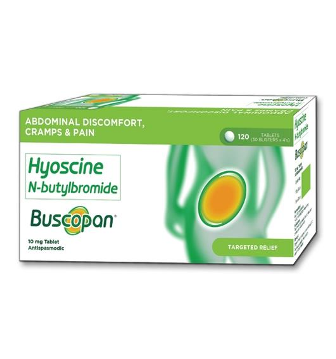 ABDOMINAL DISCOMFORT,
CRAMPS & PAIN
120 TABLETS
Hyoscine
N-butylbromide
Buscopan®
10 mg Tablet
Antispasmodic
TARGETED RELIEF